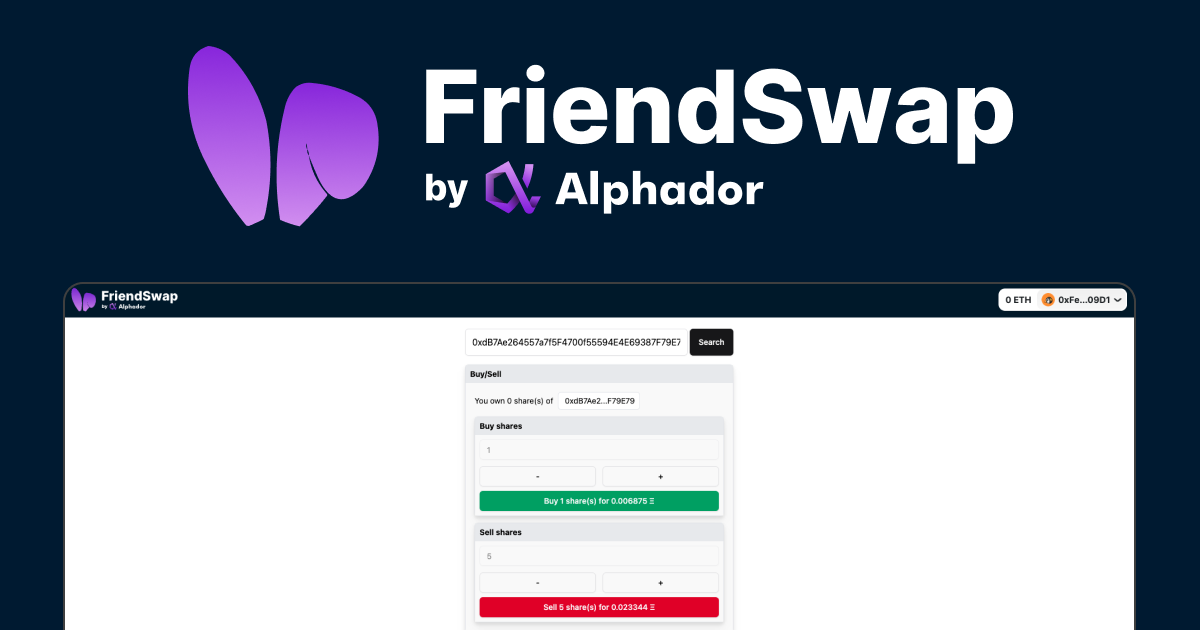 FriendSwap
by Alphador
FriendSwap
by Alphador
0 ETH 0xFe...09D1
0xdB7Ae264557a7f5F4700f55594E4E69387F79E7
Search
Buy/Sell
You own 0 share(s) of 0xdB7Ae2...F79E79
Buy shares
1
- +
Buy 1 share(s) for 0.006875 Ξ
Sell shares
5
- +
Sell 5 share(s) for 0.023344 Ξ